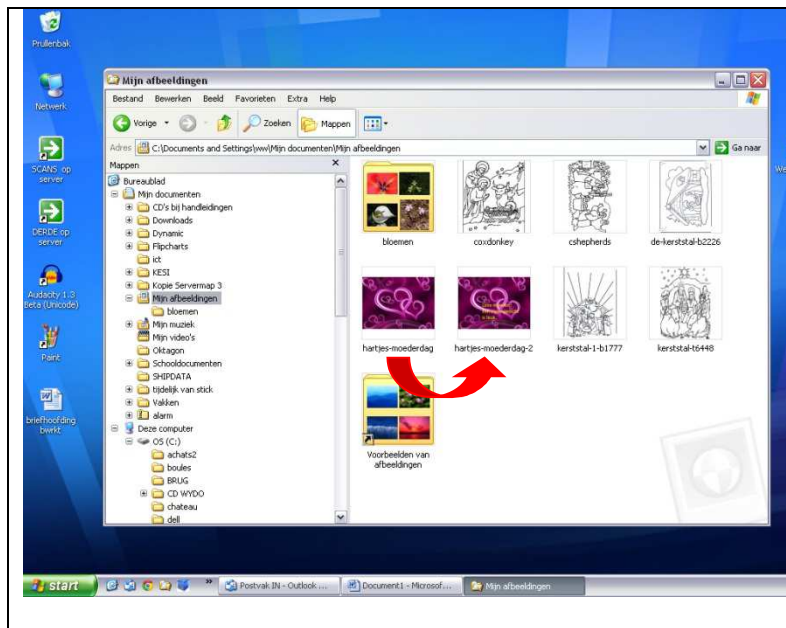 Prullenbak
Netwerk
SCANS op
server
DERDE op
server
Audacity 1.3
Beta (Unicode)
Paint
briefhoofding
bwrkt
Mijn afbeeldingen
Bestand Bewerken Beeld Favorieten Extra Help
Vorige Zoeken Mappen
Adres C:\Documents and Settings\ww\Mijn documenten\Mijn afbeeldingen Ga naar
Mappen
Bureaublad
Mijn documenten
CD's bij handleidingen
Downloads
Dynamic
Flipcharts
ict
KESI
Kopie Servermap 3
Mijn afbeeldingen
bloemen
Mijn muziek
Mijn video's
Oktagon
Schooldocumenten
SHIPDATA
tijdelijk van stick
Vakken
alarm
Deze computer
OS (C:)
achats2
boules
BRUG
CD WYDO
chateau
dell
bloemen coxdonkey cshepherds de-kerststal-b2226
hartjes-moederdag hartjes-moederdag-2 kerststal-1-b1777 kerststal-t6448
Voorbeelden van
afbeeldingen
We
start Postvak IN - Outlook ... Document1 - Microsof... Mijn afbeeldingen